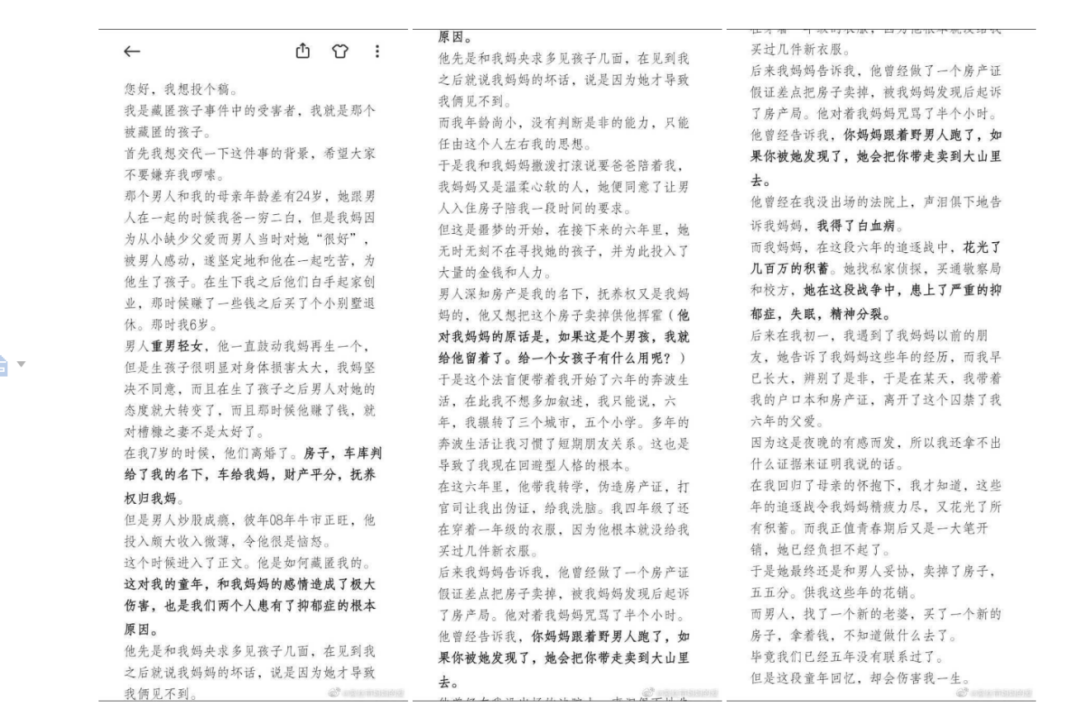 您好，我想投个稿。
我是藏匿孩子事件中的受害者，我就是那个
被藏匿的孩子。
首先我想交代一下这件事的背景，希望大家
不要嫌弃我啰嗦。
那个男人和我的母亲年龄差有24岁，她跟男
人在一起的时候我爸一穷二白，但是我妈因
为从小缺少父爱而男人当时对她“很好”，
被男人感动，遂坚定地和他在一起吃苦，为
他生了孩子。在生下我之后他们白手起家创
业，那时候赚了一些钱之后买了个小别墅退
休。那时我6岁。
男人重男轻女，他一直鼓动我妈再生一个，
但是生孩子很明显对身体损害太大，我妈坚
决不同意，而且在生了孩子之后男人对她的
态度就大转变了，而且那时候他赚了钱，就
对糟糠之妻不是太好了。
在我7岁的时候，他们离婚了。房子，车库判
给了我的名下，车给我妈，财产平分，抚养
权归我妈。
但是男人炒股成瘾，彼年08年牛市正旺，他
投入颇大收入微薄，令他很是恼怒。
这个时候进入了正文。他是如何藏匿我的。
这对我的童年，和我妈妈的感情造成了极大
伤害，也是我们两个人患有了抑郁症的根本
原因。
他先是和我妈央求多见孩子几面，在见到我
之后就说我妈妈的坏话，说是因为她才导致
我俩见不到。
原因。
他先是和我妈央求多见孩子几面，在见到我
之后就说我妈妈的坏话，说是因为她才导致
我俩见不到。
而我年龄尚小，没有判断是非的能力，只能
任由这个人左右我的思想。
于是我和我妈妈撒泼打滚说要爸爸陪着我，
我妈妈又是温柔心软的人，她便同意了让男
人入住房子陪我一段时间的要求。
但这是噩梦的开始，在接下来的六年里，她
无时无刻不在寻找她的孩子，并为此投入了
大量的金钱和人力。
男人深知房产是我的名下，抚养权又是我妈
妈的，他又想把这个房子卖掉供他挥霍（他
对我妈妈的原话是，如果这是个男孩，我就
给他留着了。给一个女孩子有什么用呢？）
于是这个法盲便带着我开始了六年的奔波生
活，在此我不想多加叙述，我只能说，六
年，我辗转了三个城市，五个小学。多年的
奔波生活让我习惯了短期朋友关系。这也是
导致了我现在回避型人格的根本。
在这六年里，他带我转学，伪造房产证，打
官司让我出伪证，给我洗脑。我四年级了还
在穿着一年级的衣服，因为他根本就没给我
买过几件新衣服。
后来我妈妈告诉我，他曾经做了一个房产证
假证差点把房子卖掉，被我妈妈发现后起诉
了房产局。他对着我妈妈咒骂了半个小时。
他曾告诉我，你妈妈跟着野男人跑了，如
果你被她发现了，她会把你带走卖到大山里
去。
在穿着一年级的衣服，因为他根本就没给我
买过几件新衣服。
后来我妈妈告诉我，他曾经做了一个房产证
假证差点把房子卖掉，被我妈妈发现后起诉
了房产局。他对着我妈妈咒骂了半个小时。
他曾告诉我，你妈妈跟着野男人跑了，如
果你被她发现了，她会把你带走卖到大山里
去。
他曾经在我没出场的法院上，声泪俱下地告
诉我妈妈，我得了白血病。
而我妈妈，在这段六年的追逐战中，花光了
几百万的积蓄。她找私家侦探，买通警察局
和校方，她在这段战争中，患上了严重的抑
郁症，失眠，精神分裂。
后来在我初一，我遇到了我妈妈以前的朋
友，她告诉了我妈妈这些年的经历，而我早
已长大，辨别了是非，于是在某天，我带着
我的户口本和房产证，离开了这个囚禁了我
六年的父爱。
因为这是夜晚的有感而发，所以我还拿不出
什么证据来证明我说的话。
在我回归了母亲的怀抱下，我才知道，这些
年的追逐战令我妈妈精疲力尽，又花光了所
有积蓄。而我正值青春期后又是一大笔开
销，她已经负担不起了。
于是她最终还是和男人妥协，卖掉了房子，
五五分。供我这些年的花销。
而男人，找了一个新的老婆，买了一个新的
房子，拿着钱，不知道做什么去了。
毕竟我们已经五年没有联系过了。
但是这段童年回忆，却会伤害我一生。